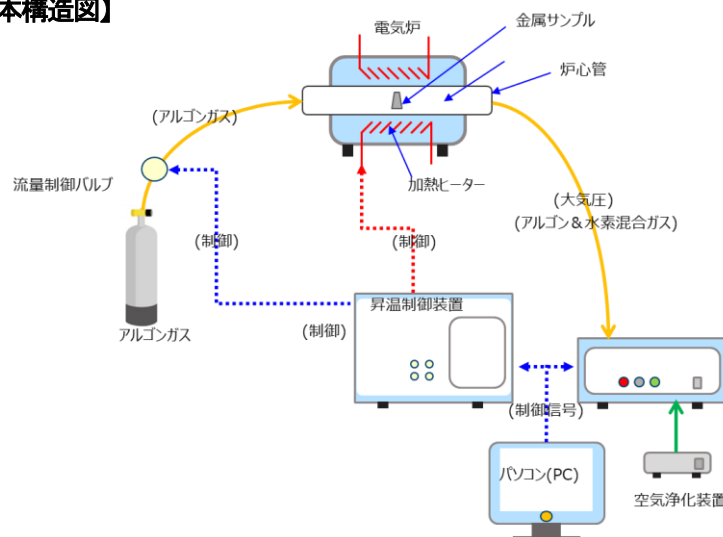 本構造図】
電気炉
金属サンプル
炉心管
(アルゴンガス)
流量制御バルブ
加熱ヒーター
(大気圧)
(アルゴン&水素混合ガス)
(制御)
(制御)
昇温制御装置
アルゴンガス
(制御)
(制御信号)
パソコン(PC)
空気浄化装置